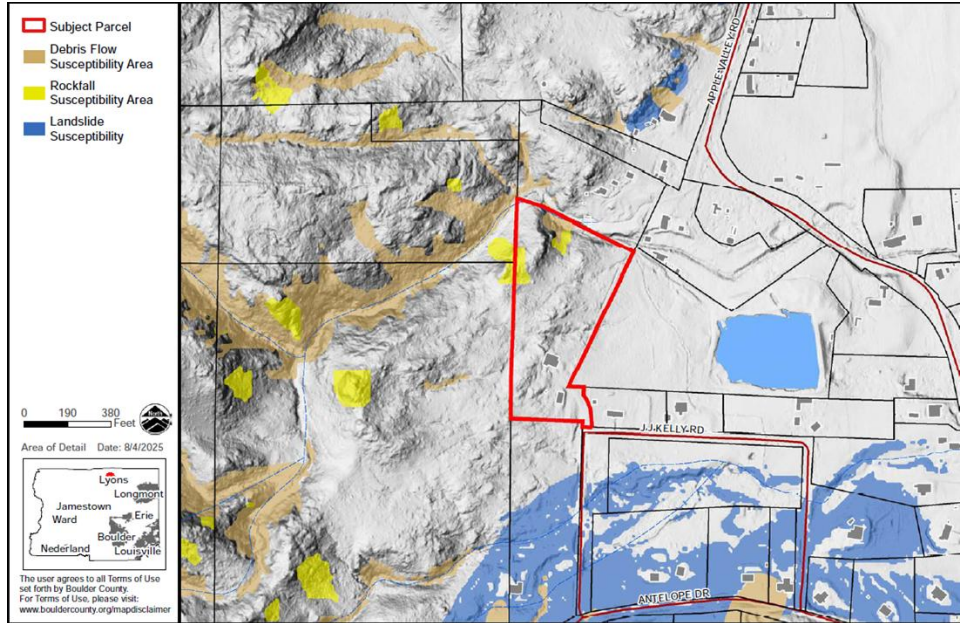 Subject Parcel
Debris Flow
Susceptibility Area
Rockfall
Susceptibility Area
Landslide
Susceptibility
0 190 380
Feet
North
Area of Detail Date: 8/4/2025
Lyons
Longmont
Jamestown
Ward
Erie
Boulder
Nederland
Louisville
The user agrees to all Terms of Use
set forth by Boulder County.
For Terms of Use, please visit:
www.bouldercounty.org/mapdisclaimer
APPLE VALLEY RD
J J KELLY RD
ANTELOPE DR